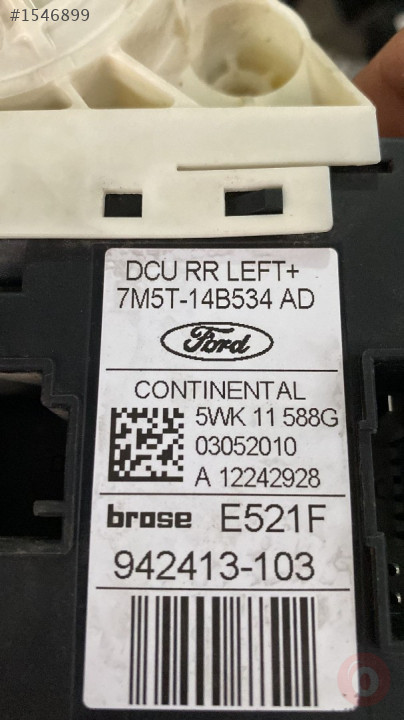 #1546899
DCU RR LEFT+
7M5T-14B534 AD
Ford
CONTINENTAL
5WK 11 588G
03052010
A 12242928
brose E521F
942413-103